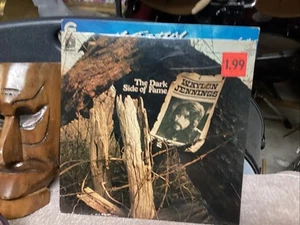 1.99
The Dark
Side of Fame
WAYLON
JENNINGS